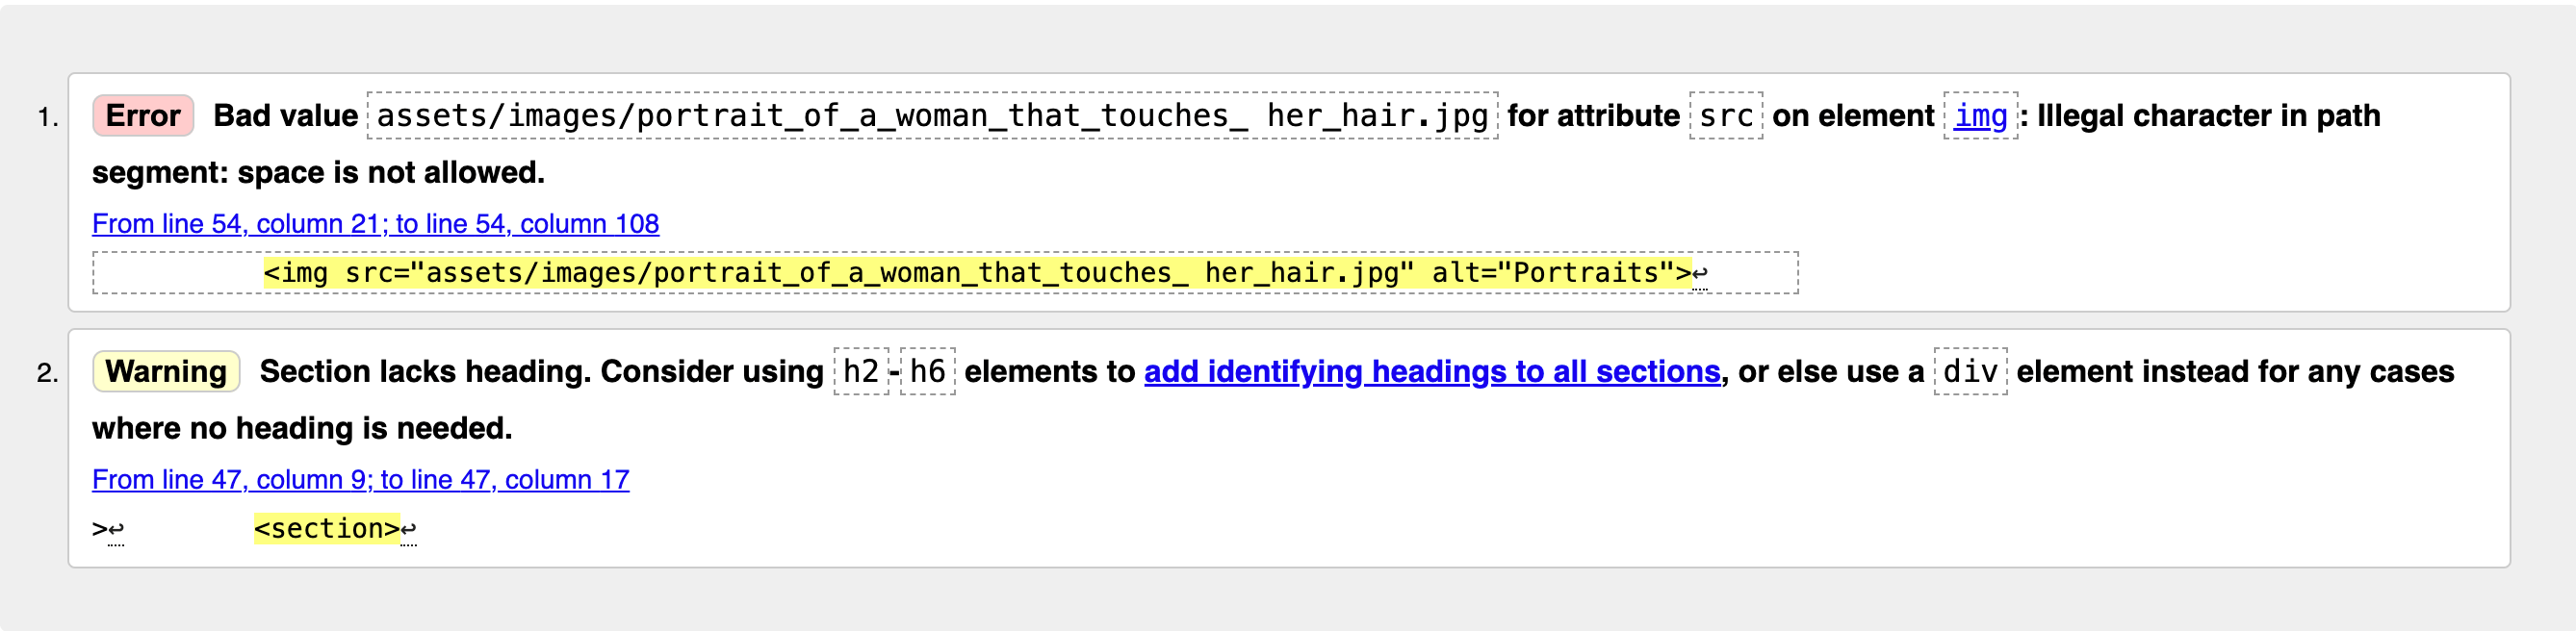 1. Error Bad value assets/images/portrait_of_a_woman_that_touches_ her_hair.jpg for attribute src on element img: Illegal character in path
segment: space is not allowed.
From line 54, column 21; to line 54, column 108
<img src="assets/images/portrait_of_a_woman_that_touches_ her_hair.jpg" alt="Portraits">↩
2. Warning Section lacks heading. Consider using h2-h6 elements to add identifying headings to all sections, or else use a div element instead for any cases
where no heading is needed.
From line 47, column 9; to line 47, column 17
>↩ <section>↩